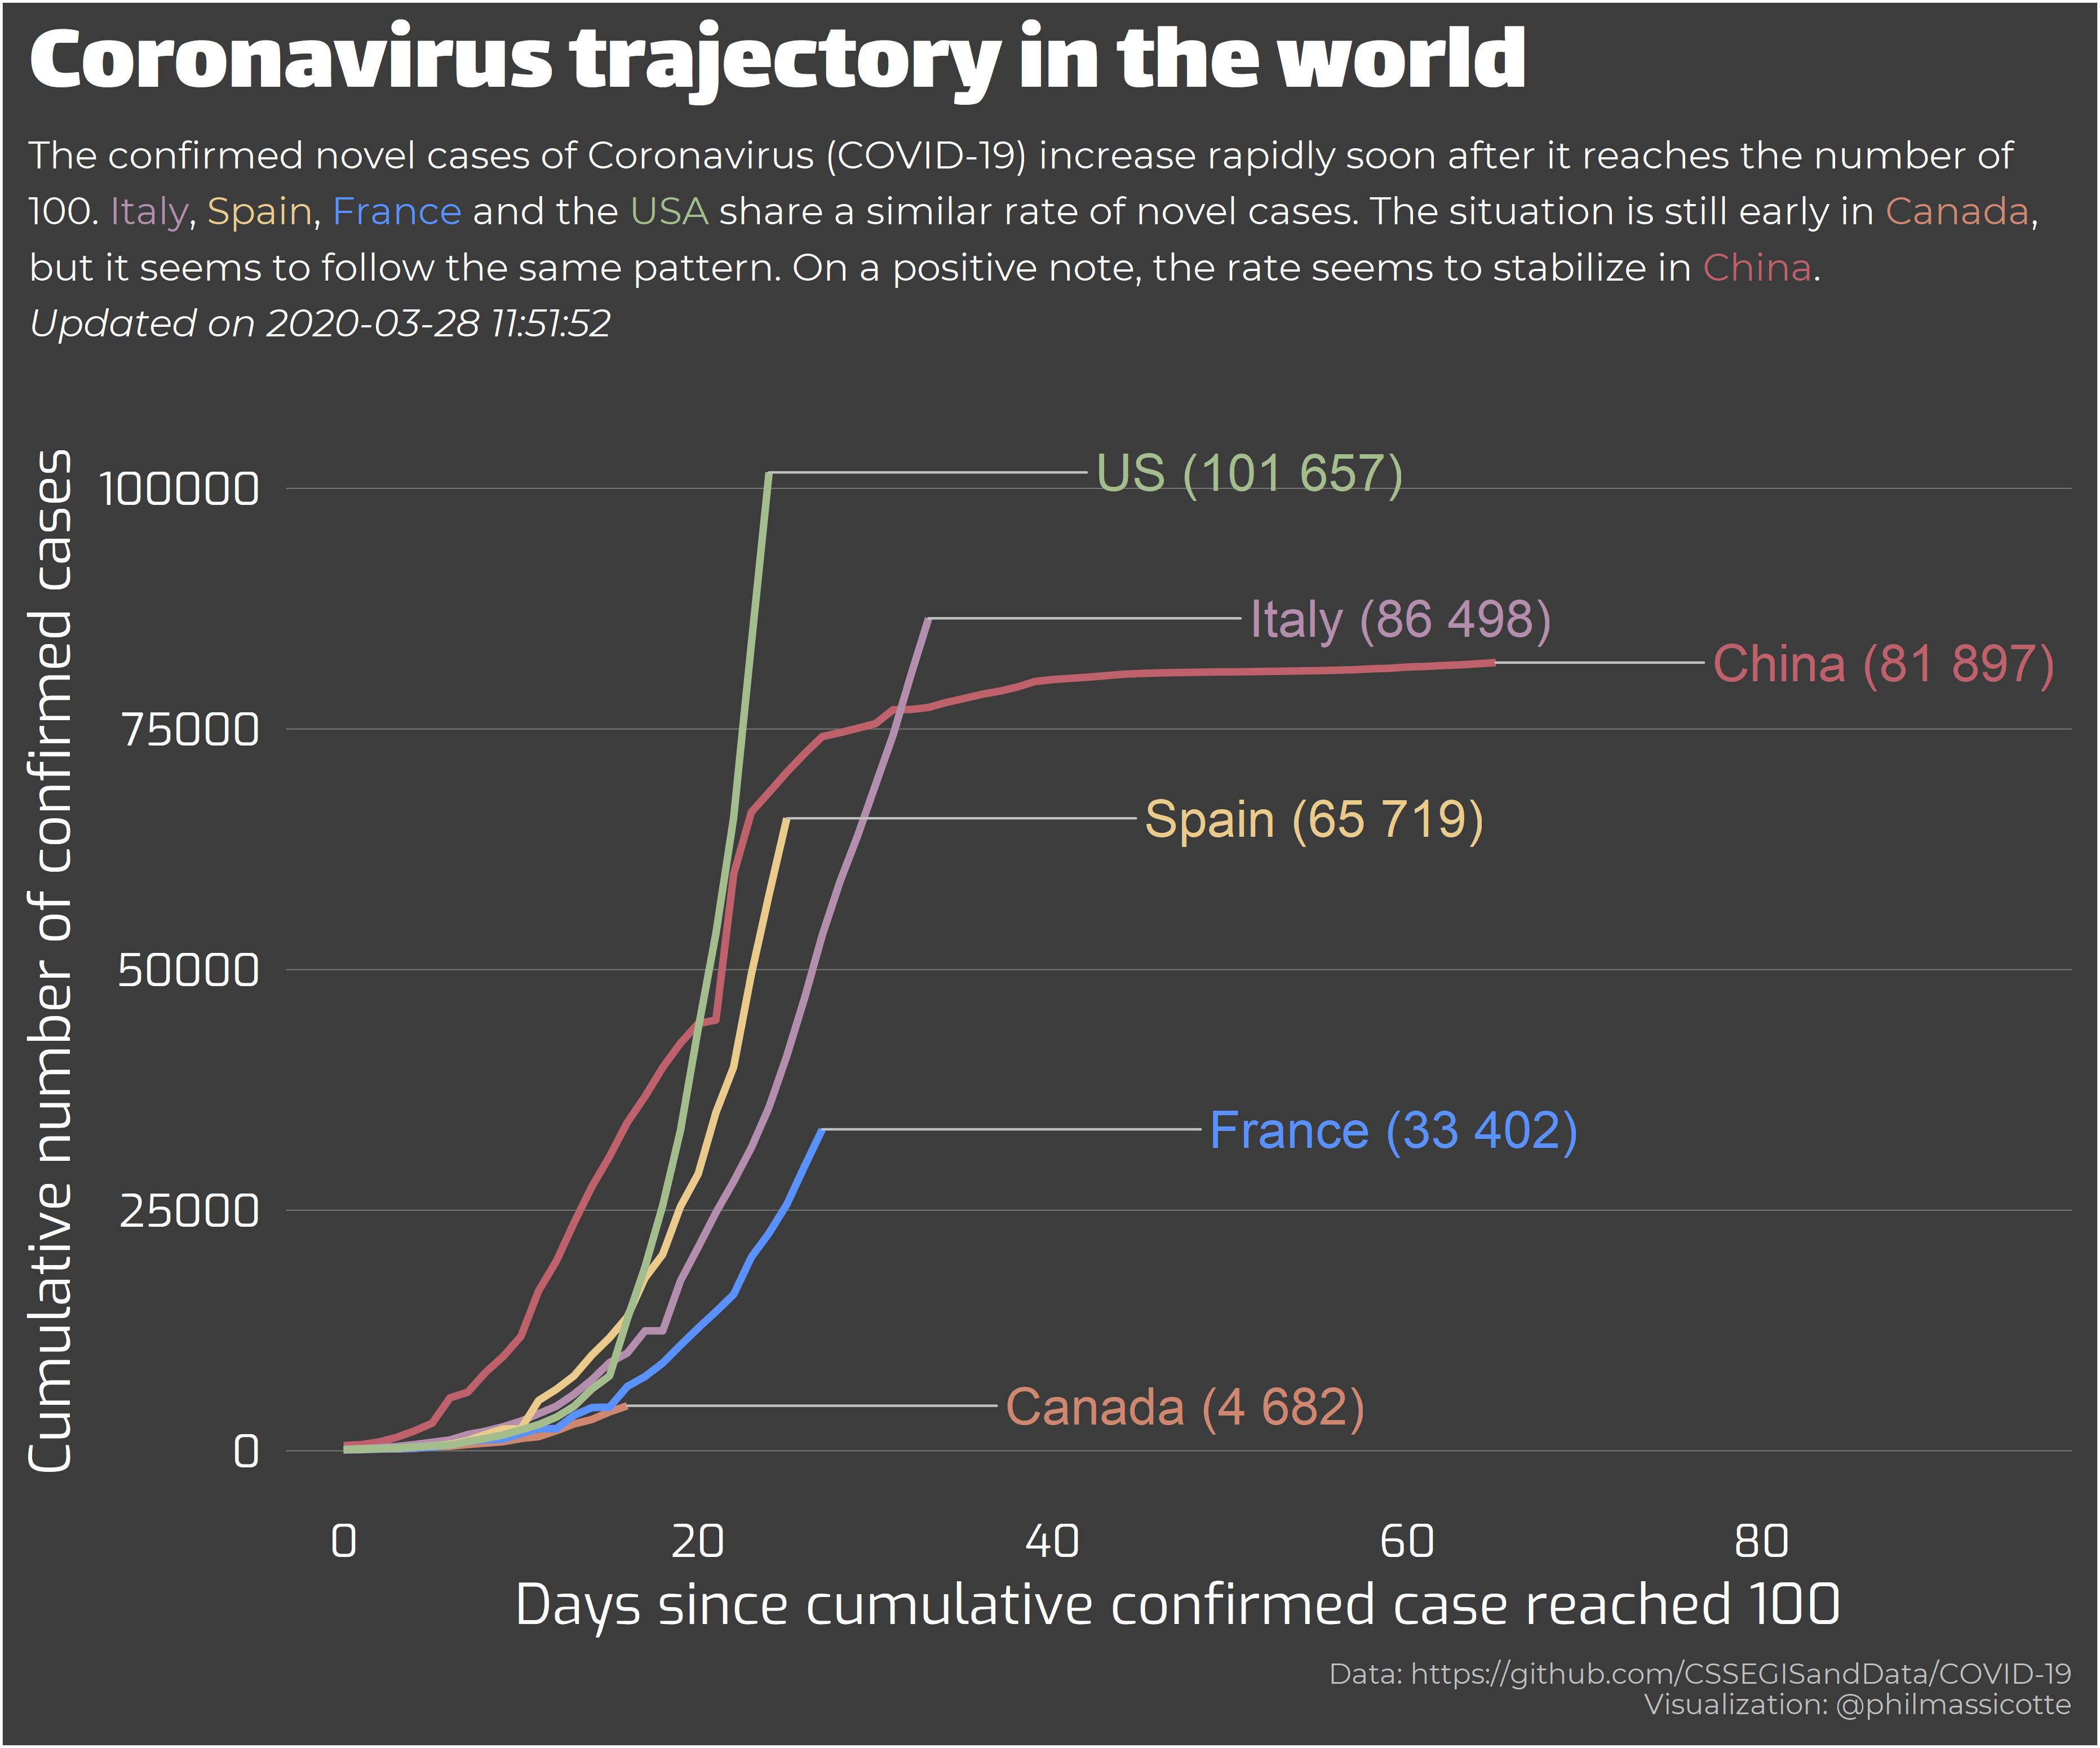 Coronavirus trajectory in the world
The confirmed novel cases of Coronavirus (COVID-19) increase rapidly soon after it reaches the number of
100. Italy, Spain, France and the USA share a similar rate of novel cases. The situation is still early in Canada,
but it seems to follow the same pattern. On a positive note, the rate seems to stabilize in China.
Updated on 2020-03-28 11:51:52
Cumulative number of confirmed cases
100000
75000
50000
25000
0
US (101 657)
Italy (86 498)
China (81 897)
Spain (65 719)
France (33 402)
Canada (4 682)
0 20 40 60 80
Days since cumulative confirmed case reached 100
Data: https://github.com/CSSEGISandData/COVID-19
Visualization: @philmassicotte